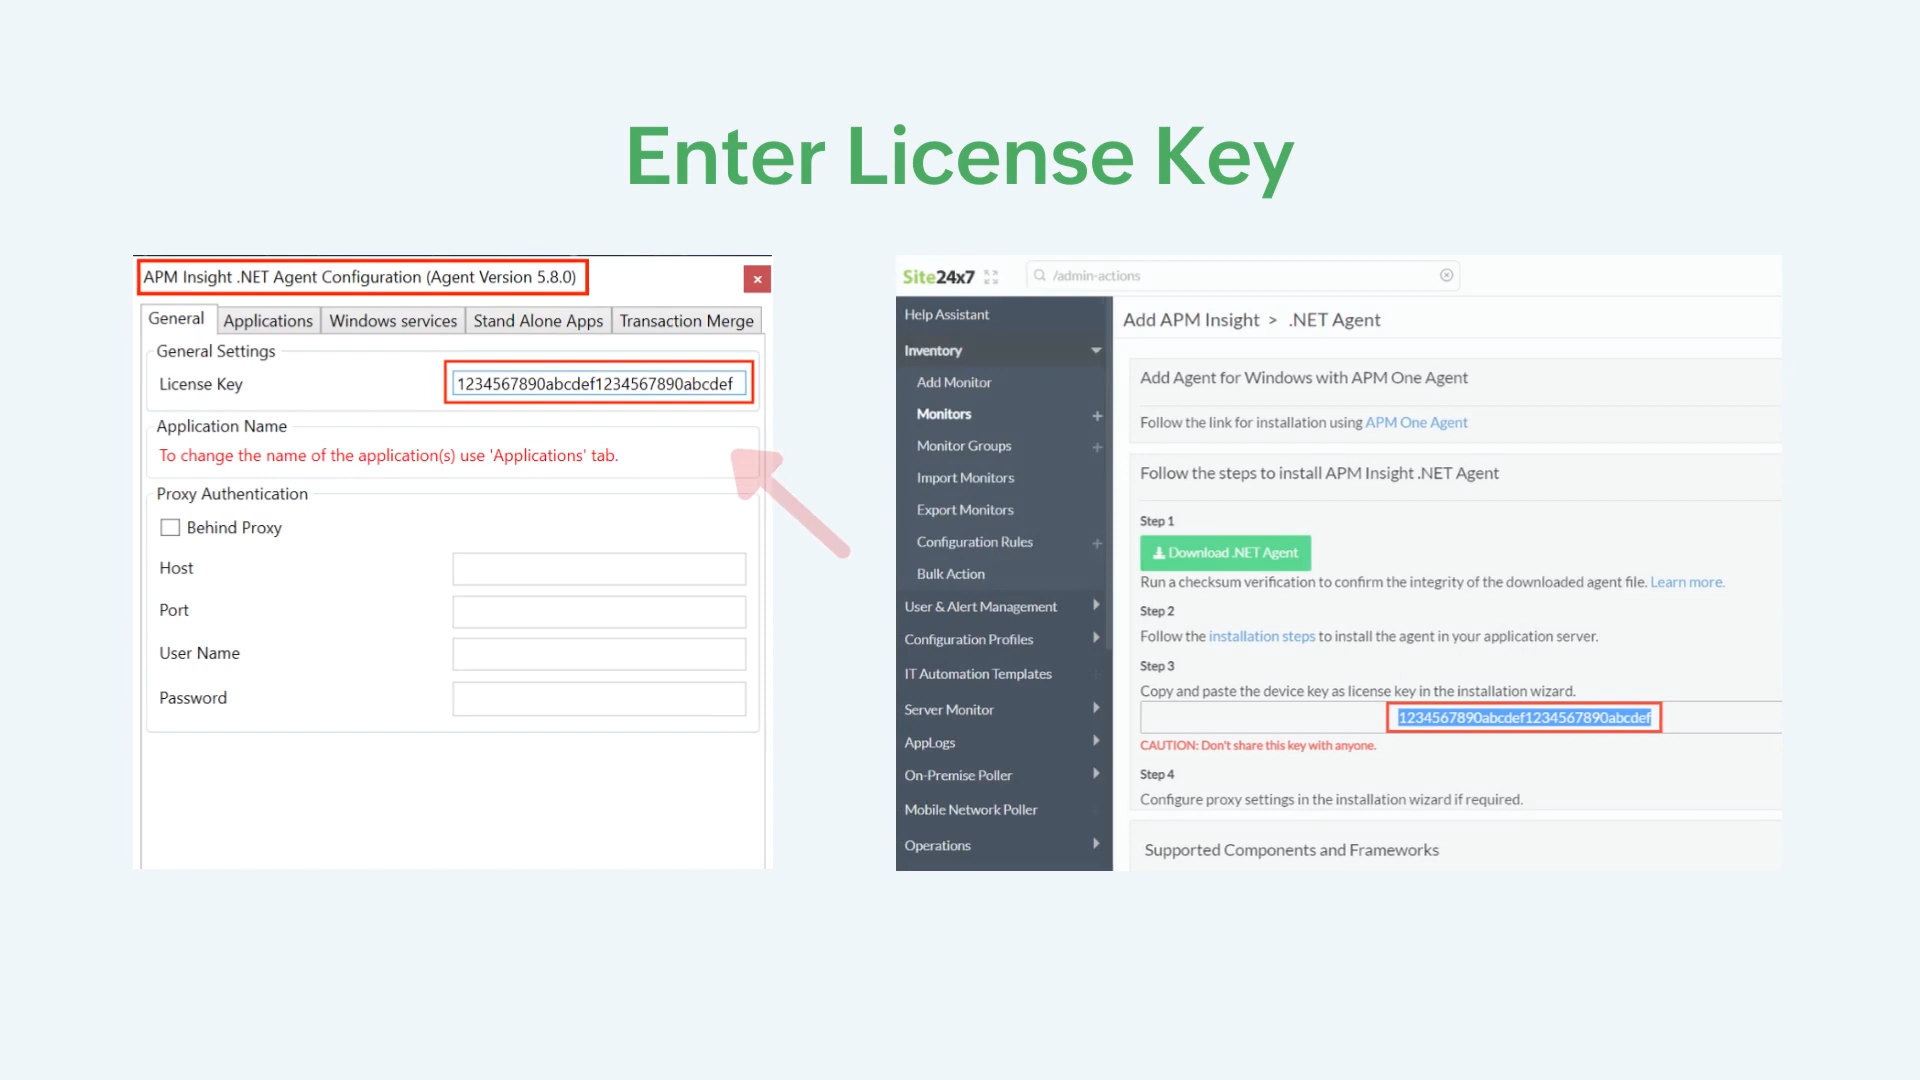 Enter License Key
APM Insight .NET Agent Configuration (Agent Version 5.8.0)
General
Applications
Windows services
Stand Alone Apps
Transaction Merge
General Settings
License Key
1234567890abcdef1234567890abcdef
Application Name
To change the name of the application(s) use 'Applications' tab.
Proxy Authentication
Behind Proxy
Host
Port
User Name
Password
Site24x7
/admin-actions
Help Assistant
Inventory
Add Monitor
Monitors
Monitor Groups
Import Monitors
Export Monitors
Configuration Rules
Bulk Action
User & Alert Management
Configuration Profiles
IT Automation Templates
Server Monitor
AppLogs
On-Premise Poller
Mobile Network Poller
Operations
Add APM Insight > .NET Agent
Add Agent for Windows with APM One Agent
Follow the link for installation using APM One Agent
Follow the steps to install APM Insight .NET Agent
Step 1
Download .NET Agent
Run a checksum verification to confirm the integrity of the downloaded agent file. Learn more.
Step 2
Follow the installation steps to install the agent in your application server.
Step 3
Copy and paste the device key as license key in the installation wizard.
1234567890abcdef1234567890abcdef
CAUTION: Don't share this key with anyone.
Step 4
Configure proxy settings in the installation wizard if required.
Supported Components and Frameworks